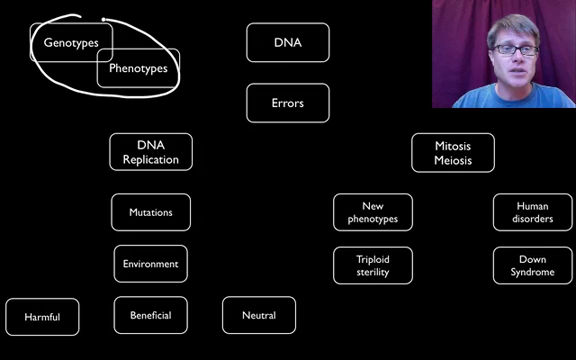 Genotypes
Phenotypes
DNA
Errors
DNA
Replication
Mitosis
Meiosis
Mutations
New
phenotypes
Human
disorders
Environment
Triploid
sterility
Down
Syndrome
Harmful
Beneficial
Neutral